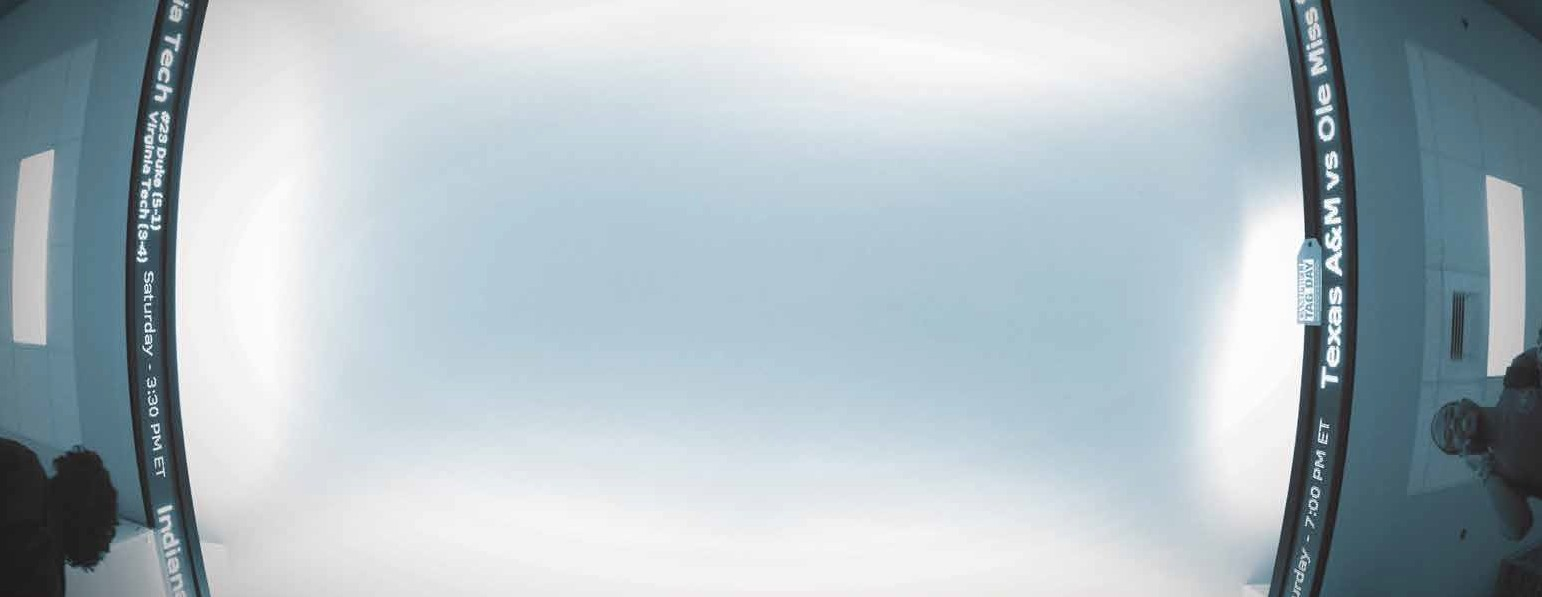 ia Tech
#23 Duke (5-1)
Virginia Tech (3-4)
Saturday - 3:30 PM ET
Indiana
Texas A&M vs Ole Miss
urday - 7:00 PM ET
TAG DAY